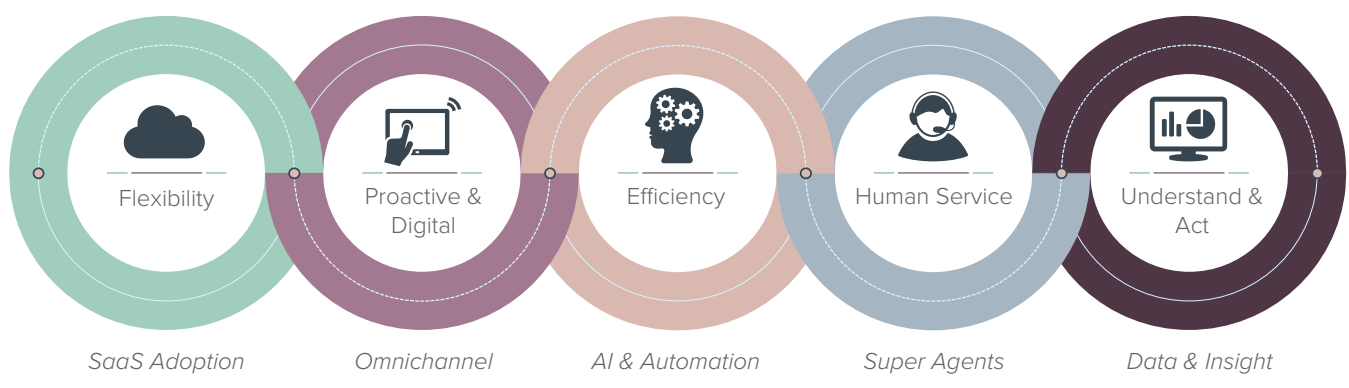 Flexibility
Proactive &
Digital
Efficiency
Human Service
Understand &
Act
SaaS Adoption
Omnichannel
AI & Automation
Super Agents
Data & Insight